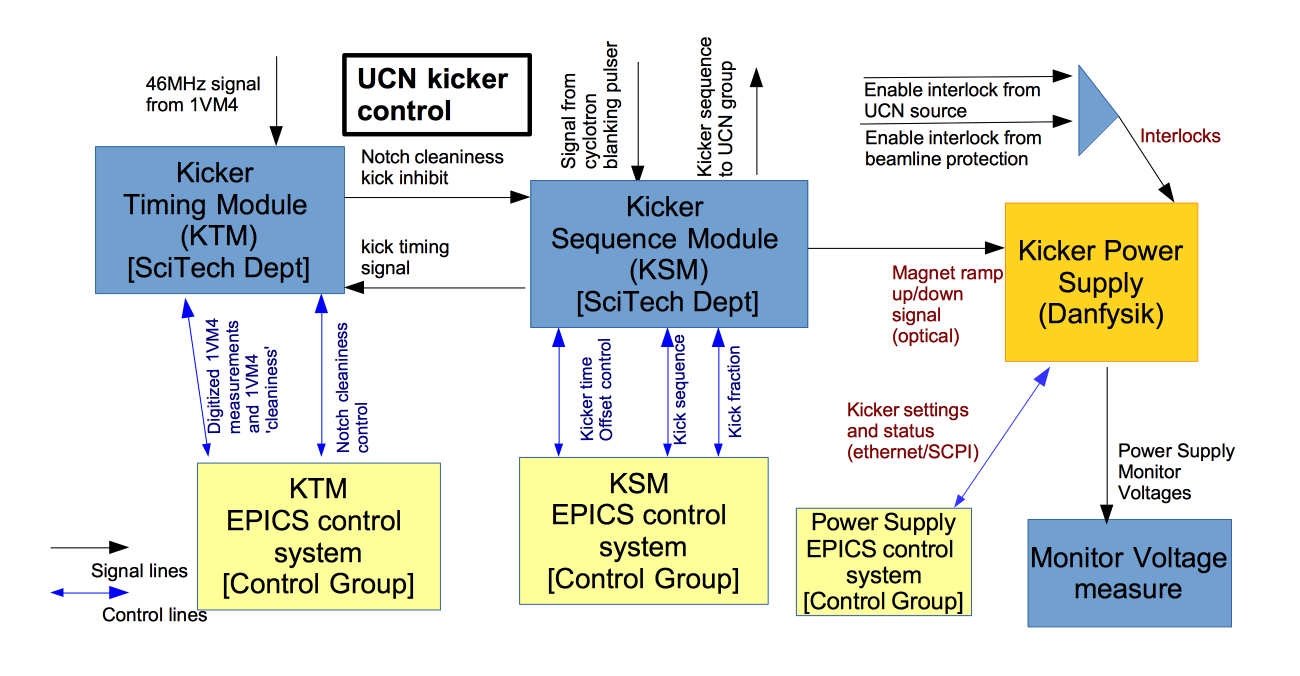 46MHz signal
from 1VM4
UCN kicker
control
Signal from
cyclotron
blanking pulser
Kicker sequence
to UCN group
Enable interlock from
UCN source
Enable interlock from
beamline protection
Interlocks
Kicker
Timing Module
(KTM)
[SciTech Dept]
Notch cleaniness
kick inhibit
kick timing
signal
Kicker
Sequence Module
(KSM)
[SciTech Dept]
Magnet ramp
up/down
signal
(optical)
Kicker Power
Supply
(Danfysik)
Digitized 1VM4
measurements
and 1VM4
'cleaniness'
Notch cleaniness
control
Kicker time
Offset control
Kick sequence
Kick fraction
Kicker settings
and status
(ethernet/SCPI)
Power Supply
Monitor
Voltages
KTM
EPICS control
system
[Control Group]
KSM
EPICS control
system
[Control Group]
Power Supply
EPICS control
system
[Control Group]
Monitor Voltage
measure
Signal lines
Control lines